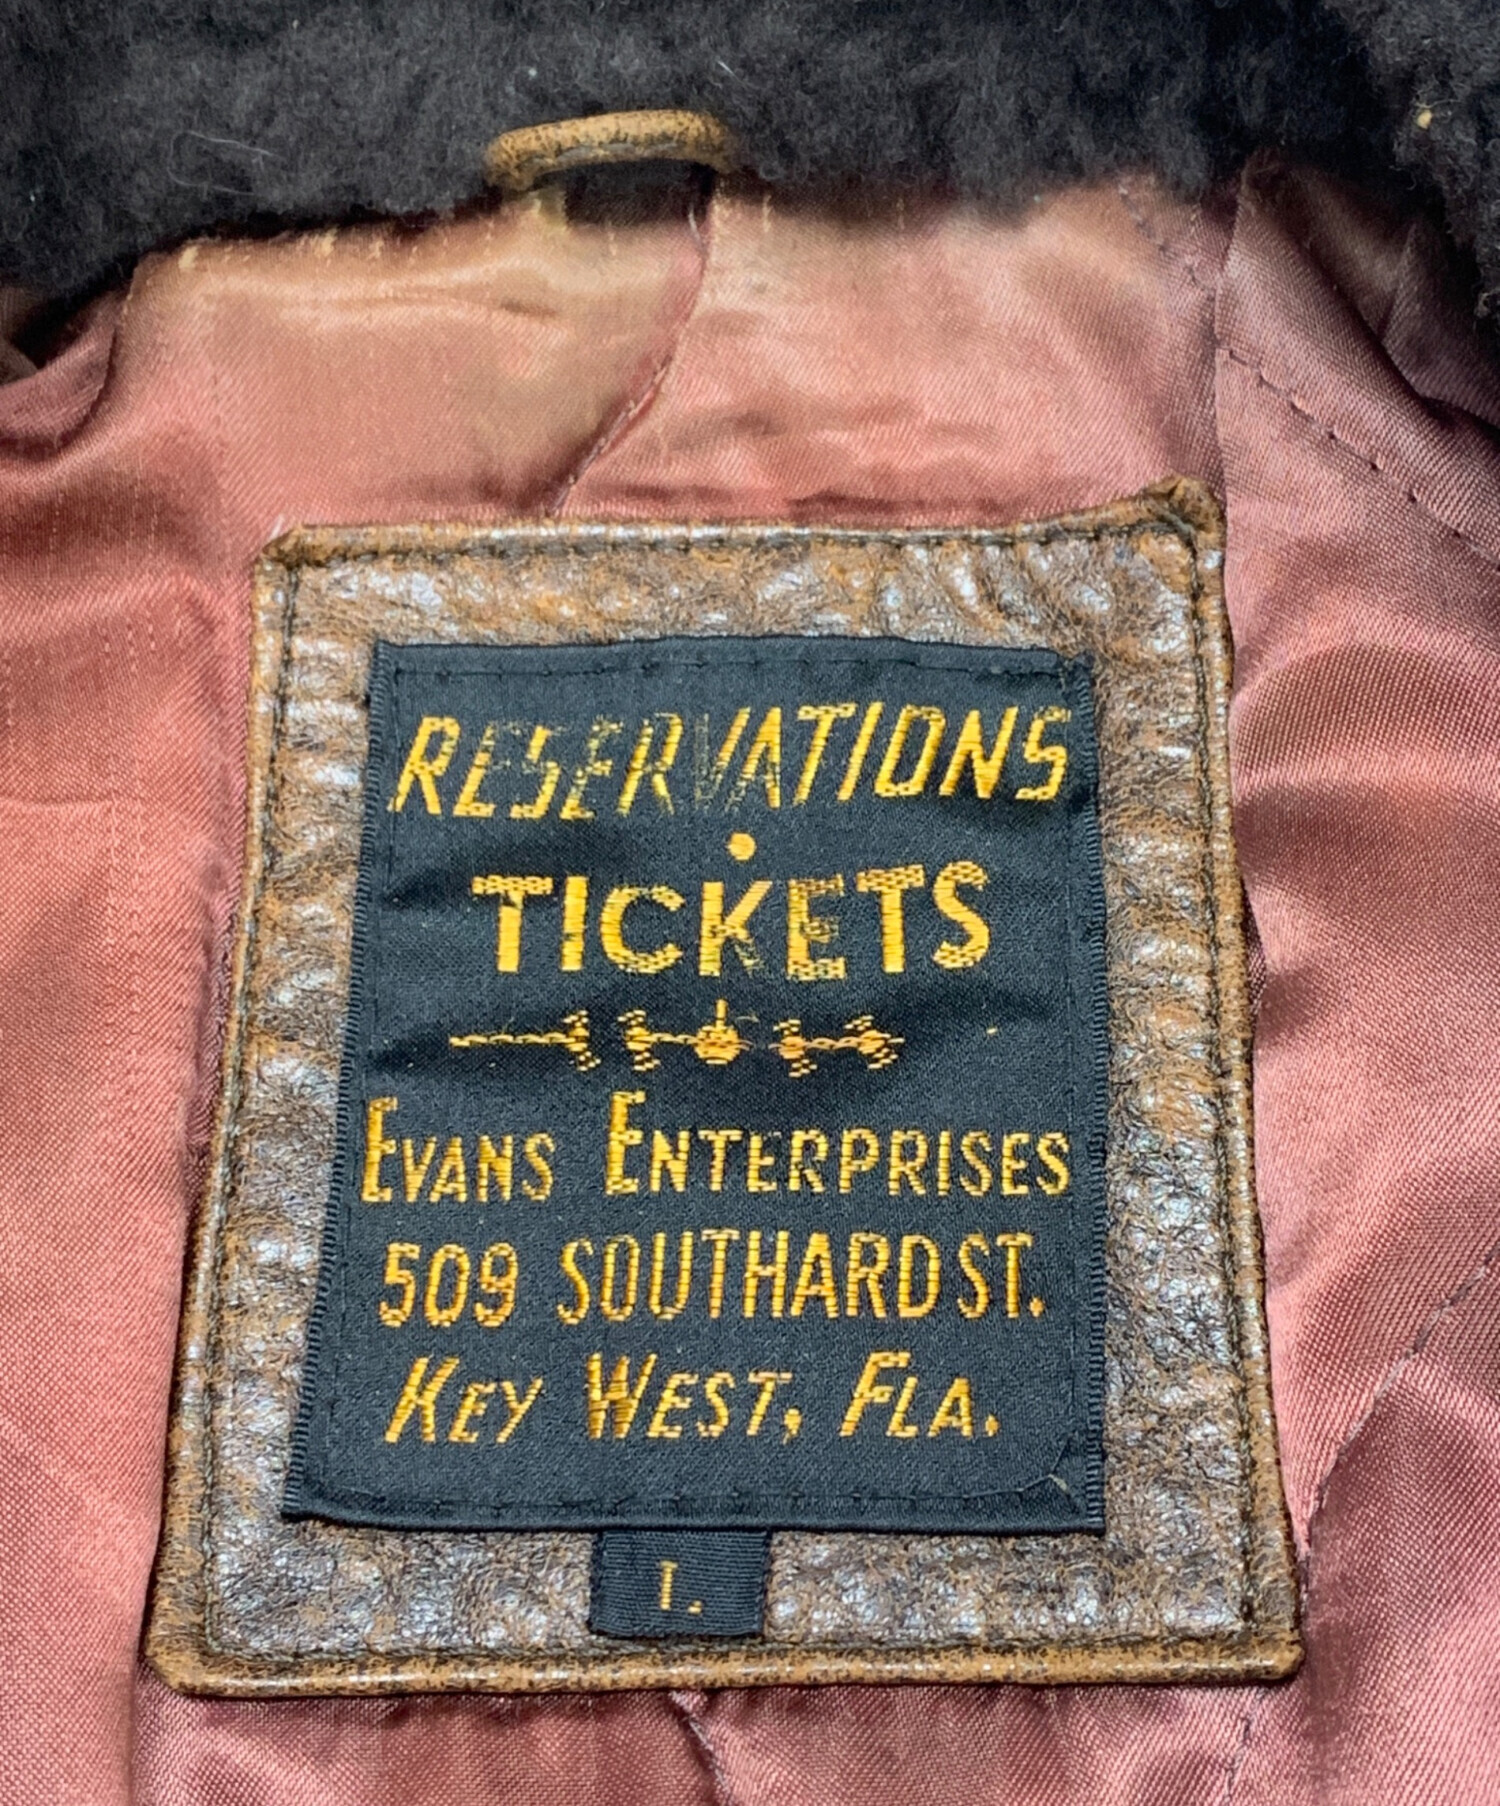 RESERVATIONS
TICKETS
EVANS ENTERPRISES
509 SOUTHARD ST.
KEY WEST, FLA.